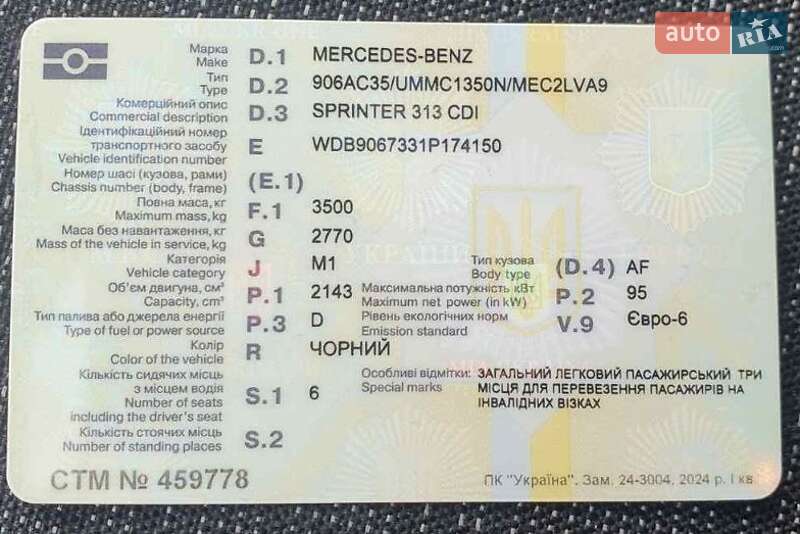 auto RIA .com
Марка
Make D.1 MERCEDES-BENZ
Тип
Type D.2 906AC35/UMMC1350N/MEC2LVA9
Комерційний опис
Commercial description D.3 SPRINTER 313 CDI
Ідентифікаційний номер
транспортного засобу
Vehicle identification number E WDB9067331P174150
Номер шасі (кузова, рами)
Chassis number (body, frame) (E.1)
Повна маса, кг
Maximum mass, kg F.1 3500
Маса без навантаження, кг
Mass of the vehicle in service, kg G 2770
Категорія
Vehicle category J M1
Тип кузова
Body type (D.4) AF
Об'єм двигуна, см³
Capacity, cm³ P.1 2143
Максимальна потужність кВт
Maximum net power (in kW) P.2 95
Тип палива або джерела енергії
Type of fuel or power source P.3 D
Рівень екологічних норм
Emission standard V.9 Євро-6
Колір
Color of the vehicle R ЧОРНИЙ
Кількість сидячих місць
з місцем водія
Number of seats
including the driver's seat S.1 6
Особливі відмітки: ЗАГАЛЬНИЙ ЛЕГКОВИЙ ПАСАЖИРСЬКИЙ ТРИ
Special marks МІСЦЯ ДЛЯ ПЕРЕВЕЗЕННЯ ПАСАЖИРІВ НА
ІНВАЛІДНИХ ВІЗКАХ
Кількість стоячих місць
Number of standing places S.2
СТМ № 459778
ПК "Україна". Зам. 24-3004, 2024 р. I кв.